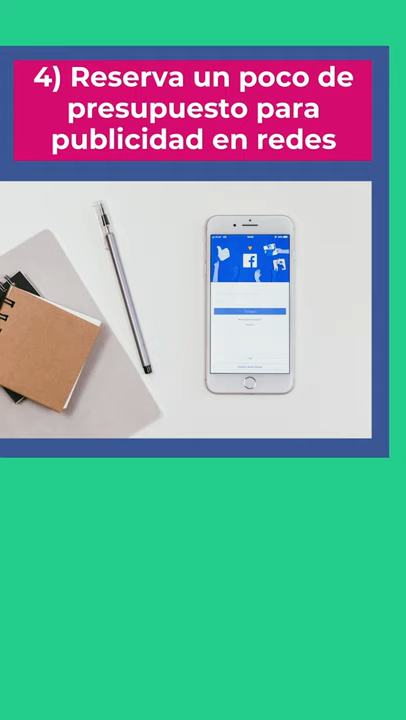 4) Reserva un poco de
presupuesto para
publicidad en redes
f